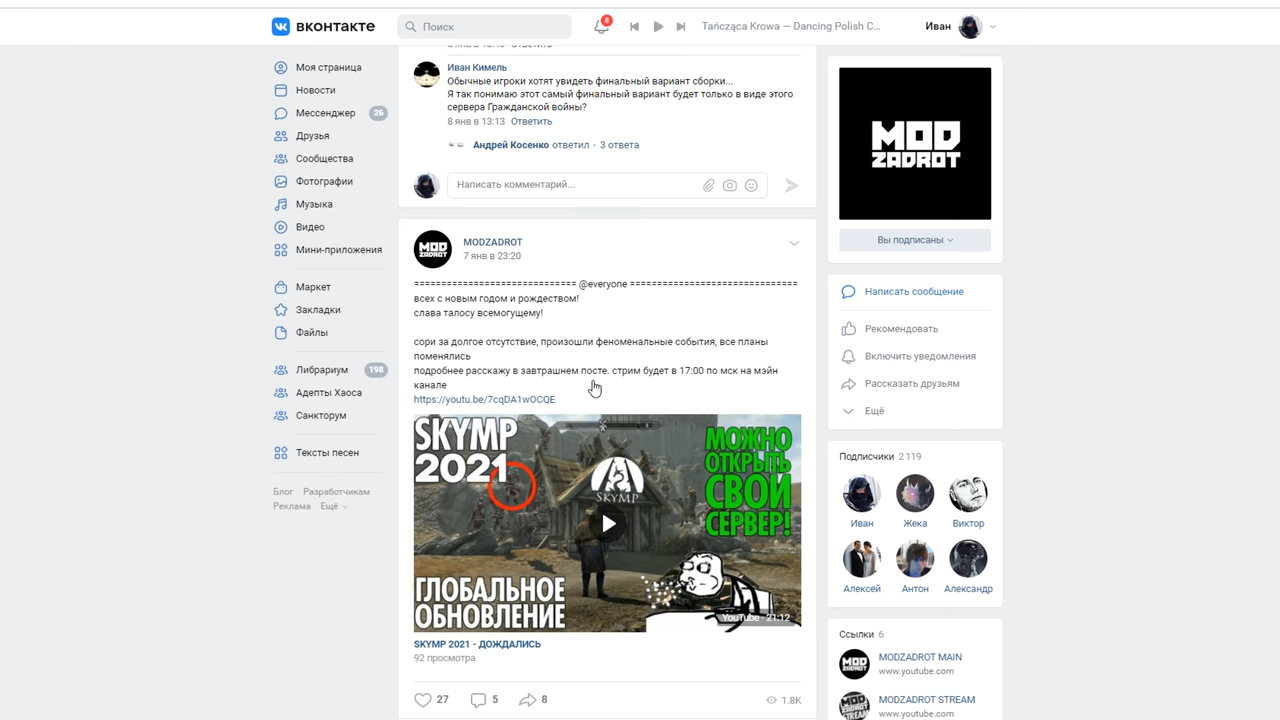 вконтакте
Поиск
8
Tańcząca Krowa — Dancing Polish C...
Иван
Моя страница
Новости
Мессенджер 26
Друзья
Сообщества
Фотографии
Музыка
Видео
Мини-приложения
Маркет
Закладки
Файлы
Либрариум 198
Адепты Хаоса
Санкторум
Тексты песен
Блог Разработчикам
Реклама Ещё
Иван Кимель
Обычные игроки хотят увидеть финальный вариант сборки...
Я так понимаю этот самый финальный вариант будет только в виде этого
сервера Гражданской войны?
8 янв в 13:13 Ответить
Андрей Косенко ответил · 3 ответа
Написать комментарий...
MOD
ZADROT
MODZADROT
7 янв в 23:20
============================== @everyone ===============================
всех с новым годом и рождеством!
слава талосу всемогущему!
сори за долгое отсутствие, произошли феноменальные события, все планы
поменялись
подробнее расскажу в завтрашнем посте. стрим будет в 17:00 по мск на мэйн
канале
https://youtu.be/7cqDA1wOCQE
SKYMP
2021
SKYMP
МОЖНО
ОТКРЫТЬ
СВОЙ
СЕРВЕР!
ГЛОБАЛЬНОЕ
ОБНОВЛЕНИЕ
YouTube · 21:12
SKYMP 2021 - ДОЖДАЛИСЬ
92 просмотра
27 5 8 1.8K
MOD
ZADROT
Вы подписаны
Написать сообщение
Рекомендовать
Включить уведомления
Рассказать друзьям
Ещё
Подписчики 2 119
Иван Жека Виктор
Алексей Антон Александр
Ссылки 6
MOD
ZADROT
MODZADROT MAIN
www.youtube.com
MOD
ZADROT
STREAM
MODZADROT STREAM
www.youtube.com